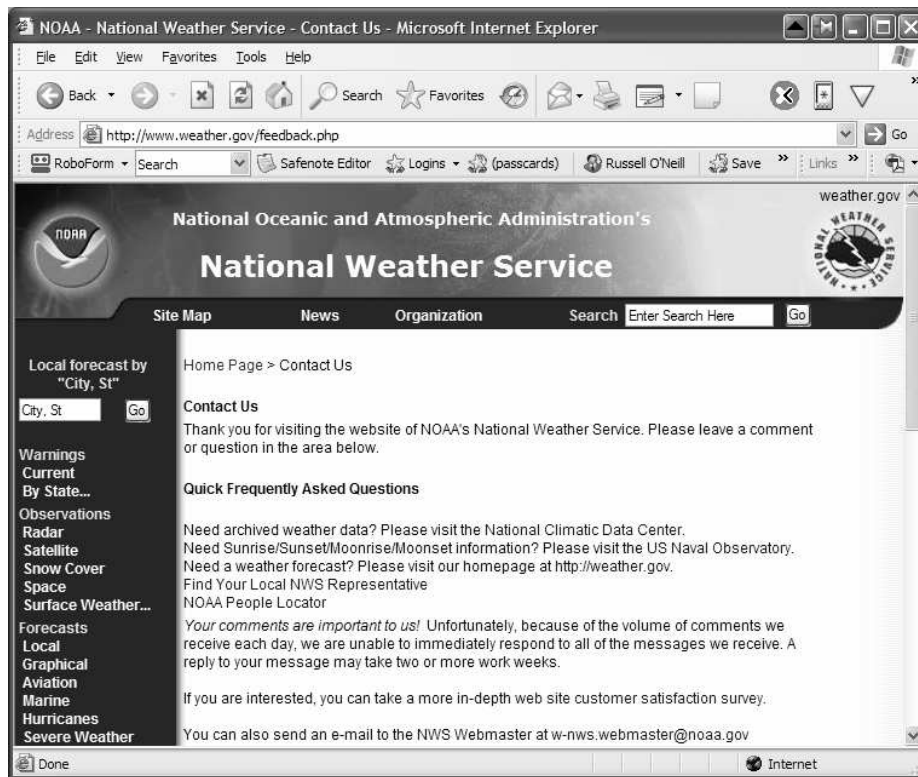 NOAA - National Weather Service - Contact Us - Microsoft Internet Explorer
File Edit View Favorites Tools Help
Back Search Favorites
Address http://www.weather.gov/feedback.php Go
RoboForm Search Safenote Editor Logins (passcards) Russell O'Neill Save » Links »
weather.gov
NOAA
National Oceanic and Atmospheric Administration's
National Weather Service
NATIONAL WEATHER SERVICE
Site Map News Organization Search Enter Search Here Go
Local forecast by
"City, St"
City, St Go
Warnings
Current
By State...
Observations
Radar
Satellite
Snow Cover
Space
Surface Weather...
Forecasts
Local
Graphical
Aviation
Marine
Hurricanes
Severe Weather
Home Page > Contact Us
Contact Us
Thank you for visiting the website of NOAA's National Weather Service. Please leave a comment
or question in the area below.
Quick Frequently Asked Questions
Need archived weather data? Please visit the National Climatic Data Center.
Need Sunrise/Sunset/Moonrise/Moonset information? Please visit the US Naval Observatory.
Need a weather forecast? Please visit our homepage at http://weather.gov.
Find Your Local NWS Representative
NOAA People Locator
Your comments are important to us! Unfortunately, because of the volume of comments we
receive each day, we are unable to immediately respond to all of the messages we receive. A
reply to your message may take two or more work weeks.
If you are interested, you can take a more in-depth web site customer satisfaction survey.
You can also send an e-mail to the NWS Webmaster at w-nws.webmaster@noaa.gov
Done Internet